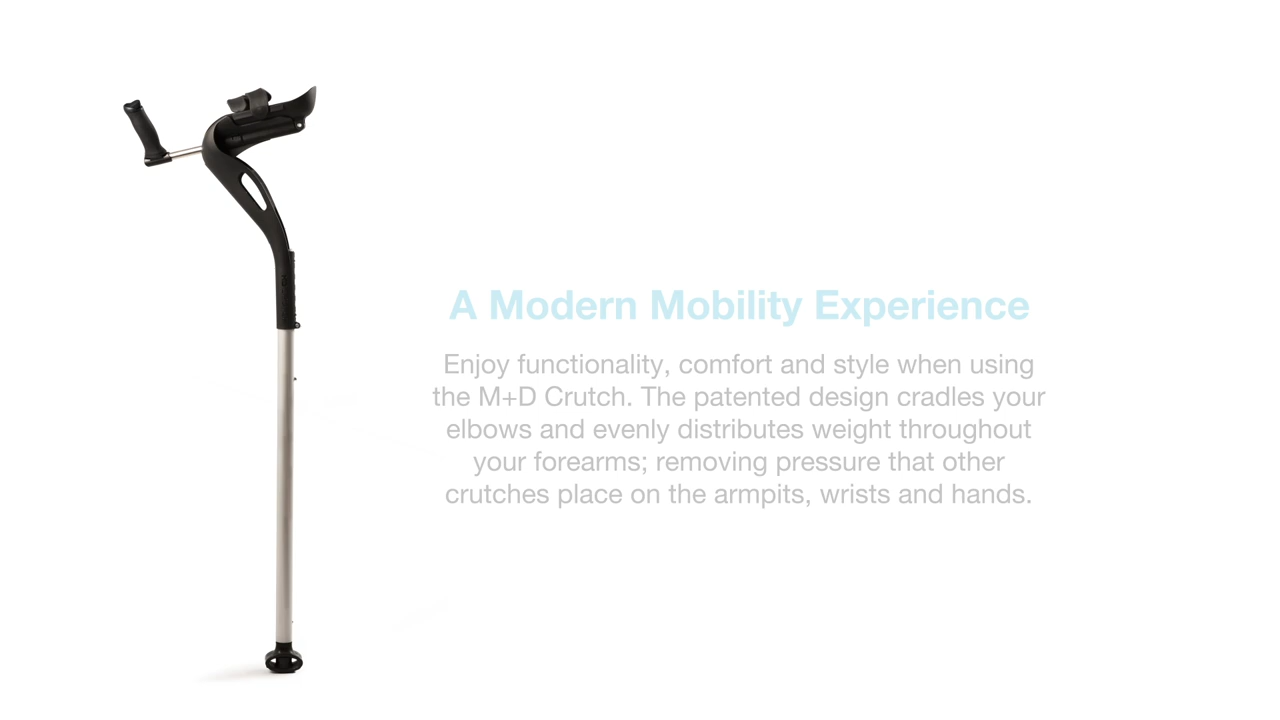 A Modern Mobility Experience
Enjoy functionality, comfort and style when using
the M+D Crutch. The patented design cradles your
elbows and evenly distributes weight throughout
your forearms; removing pressure that other
crutches place on the armpits, wrists and hands.